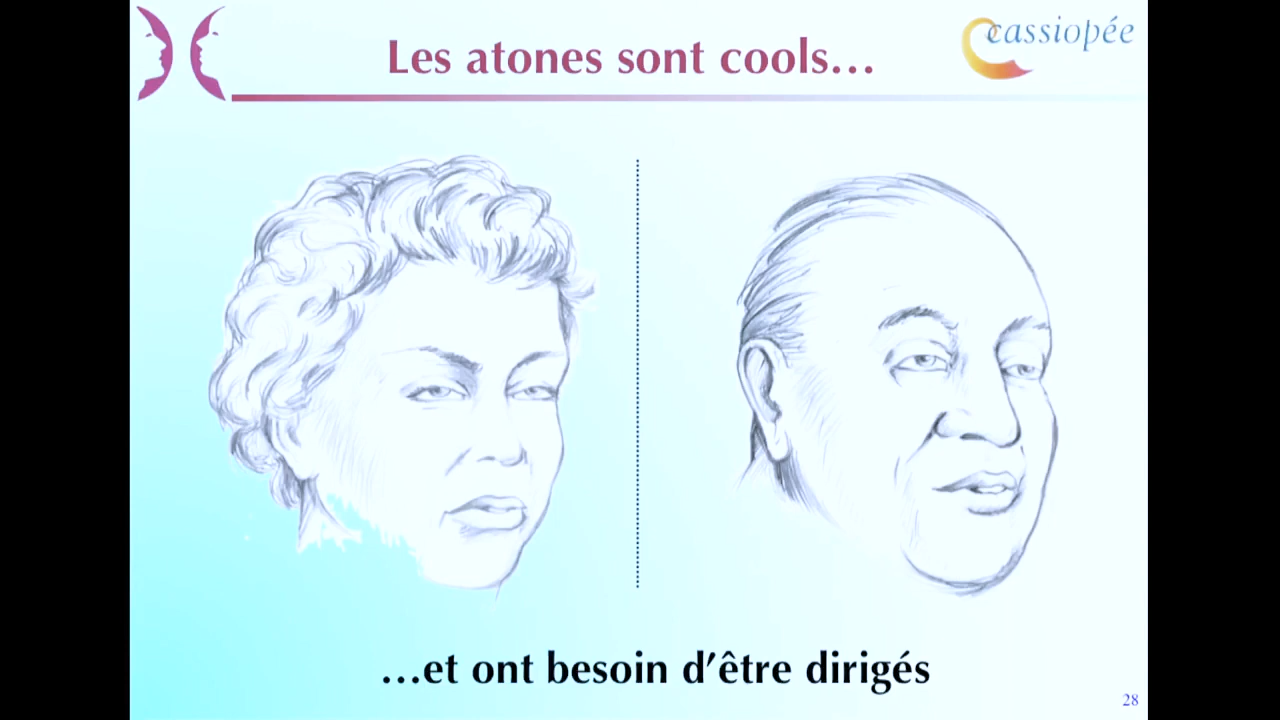 cassiopée
Les atones sont cools...
...et ont besoin d’être dirigés
28